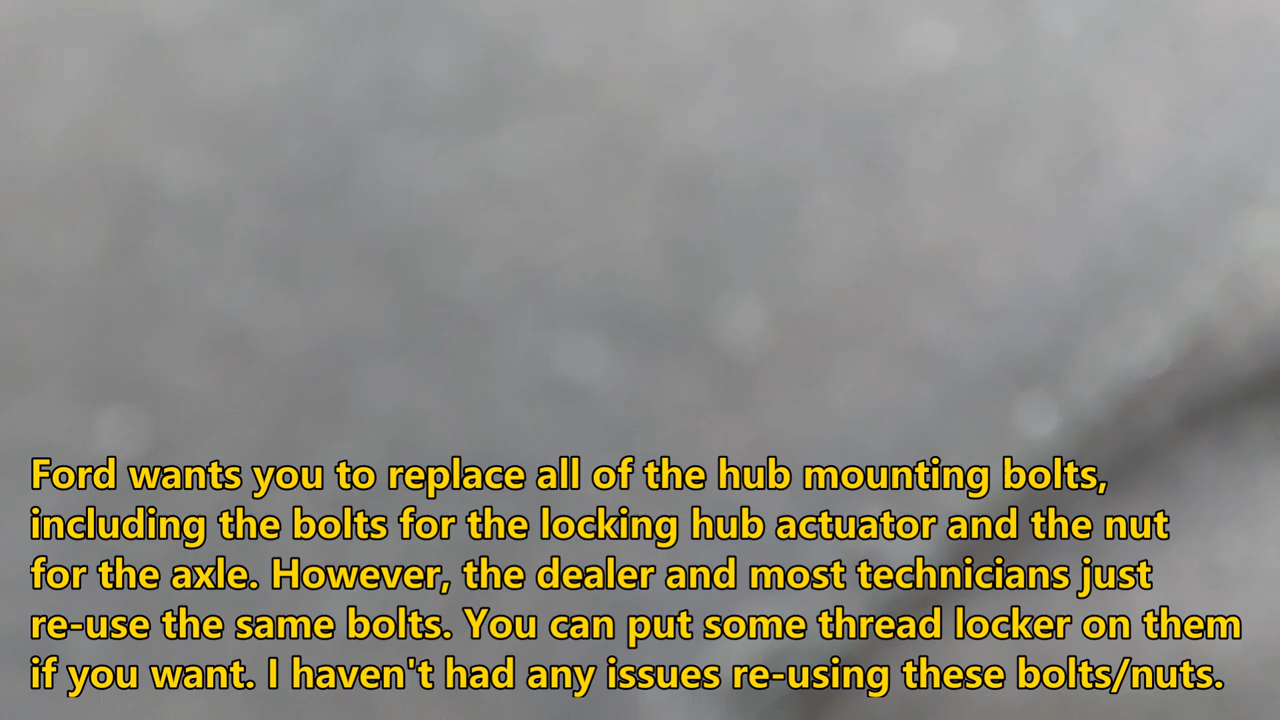 Ford wants you to replace all of the hub mounting bolts,
including the bolts for the locking hub actuator and the nut
for the axle. However, the dealer and most technicians just
re-use the same bolts. You can put some thread locker on them
if you want. I haven't had any issues re-using these bolts/nuts.